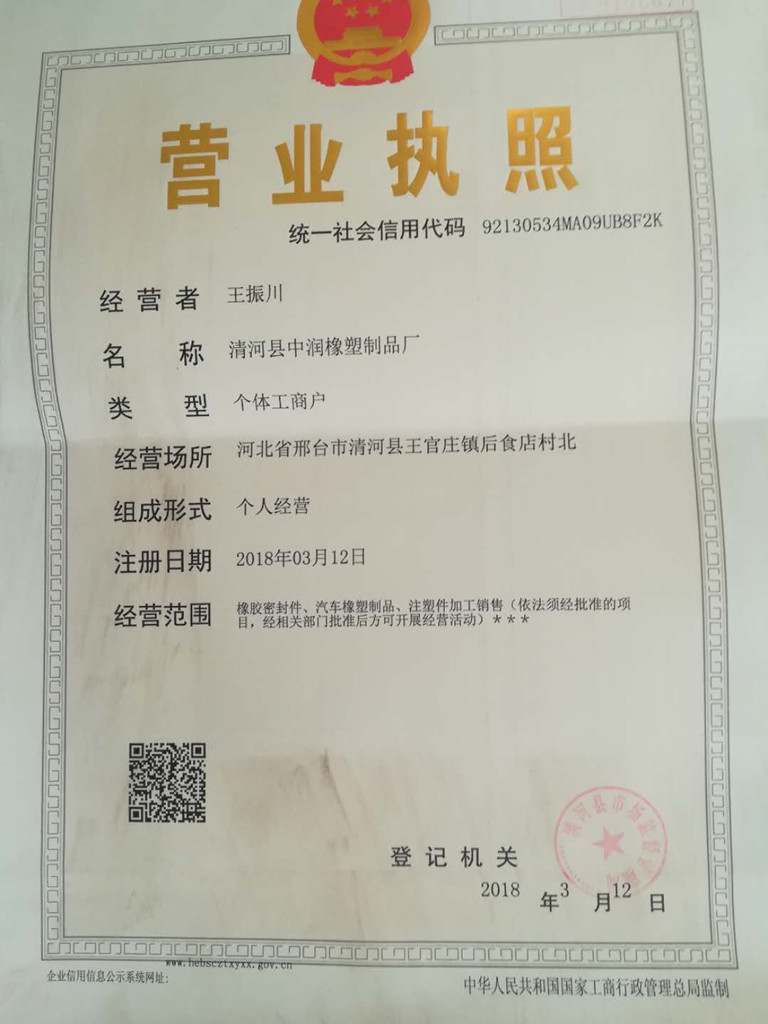 营业执照
统一社会信用代码 92130534MA09UB8F2K
经营者 王振川
名称 清河县中润橡塑制品厂
类型 个体工商户
经营场所 河北省邢台市清河县王官庄镇后食店村北
组成形式 个人经营
注册日期 2018年03月12日
经营范围 橡胶密封件、汽车橡塑制品、注塑件加工销售（依法须经批准的项
目，经相关部门批准后方可开展经营活动）***
登记机关
2018 年 3 月 12 日
www.hebscztxyxx.gov.cn
企业信用信息公示系统网址:
中华人民共和国国家工商行政管理总局监制